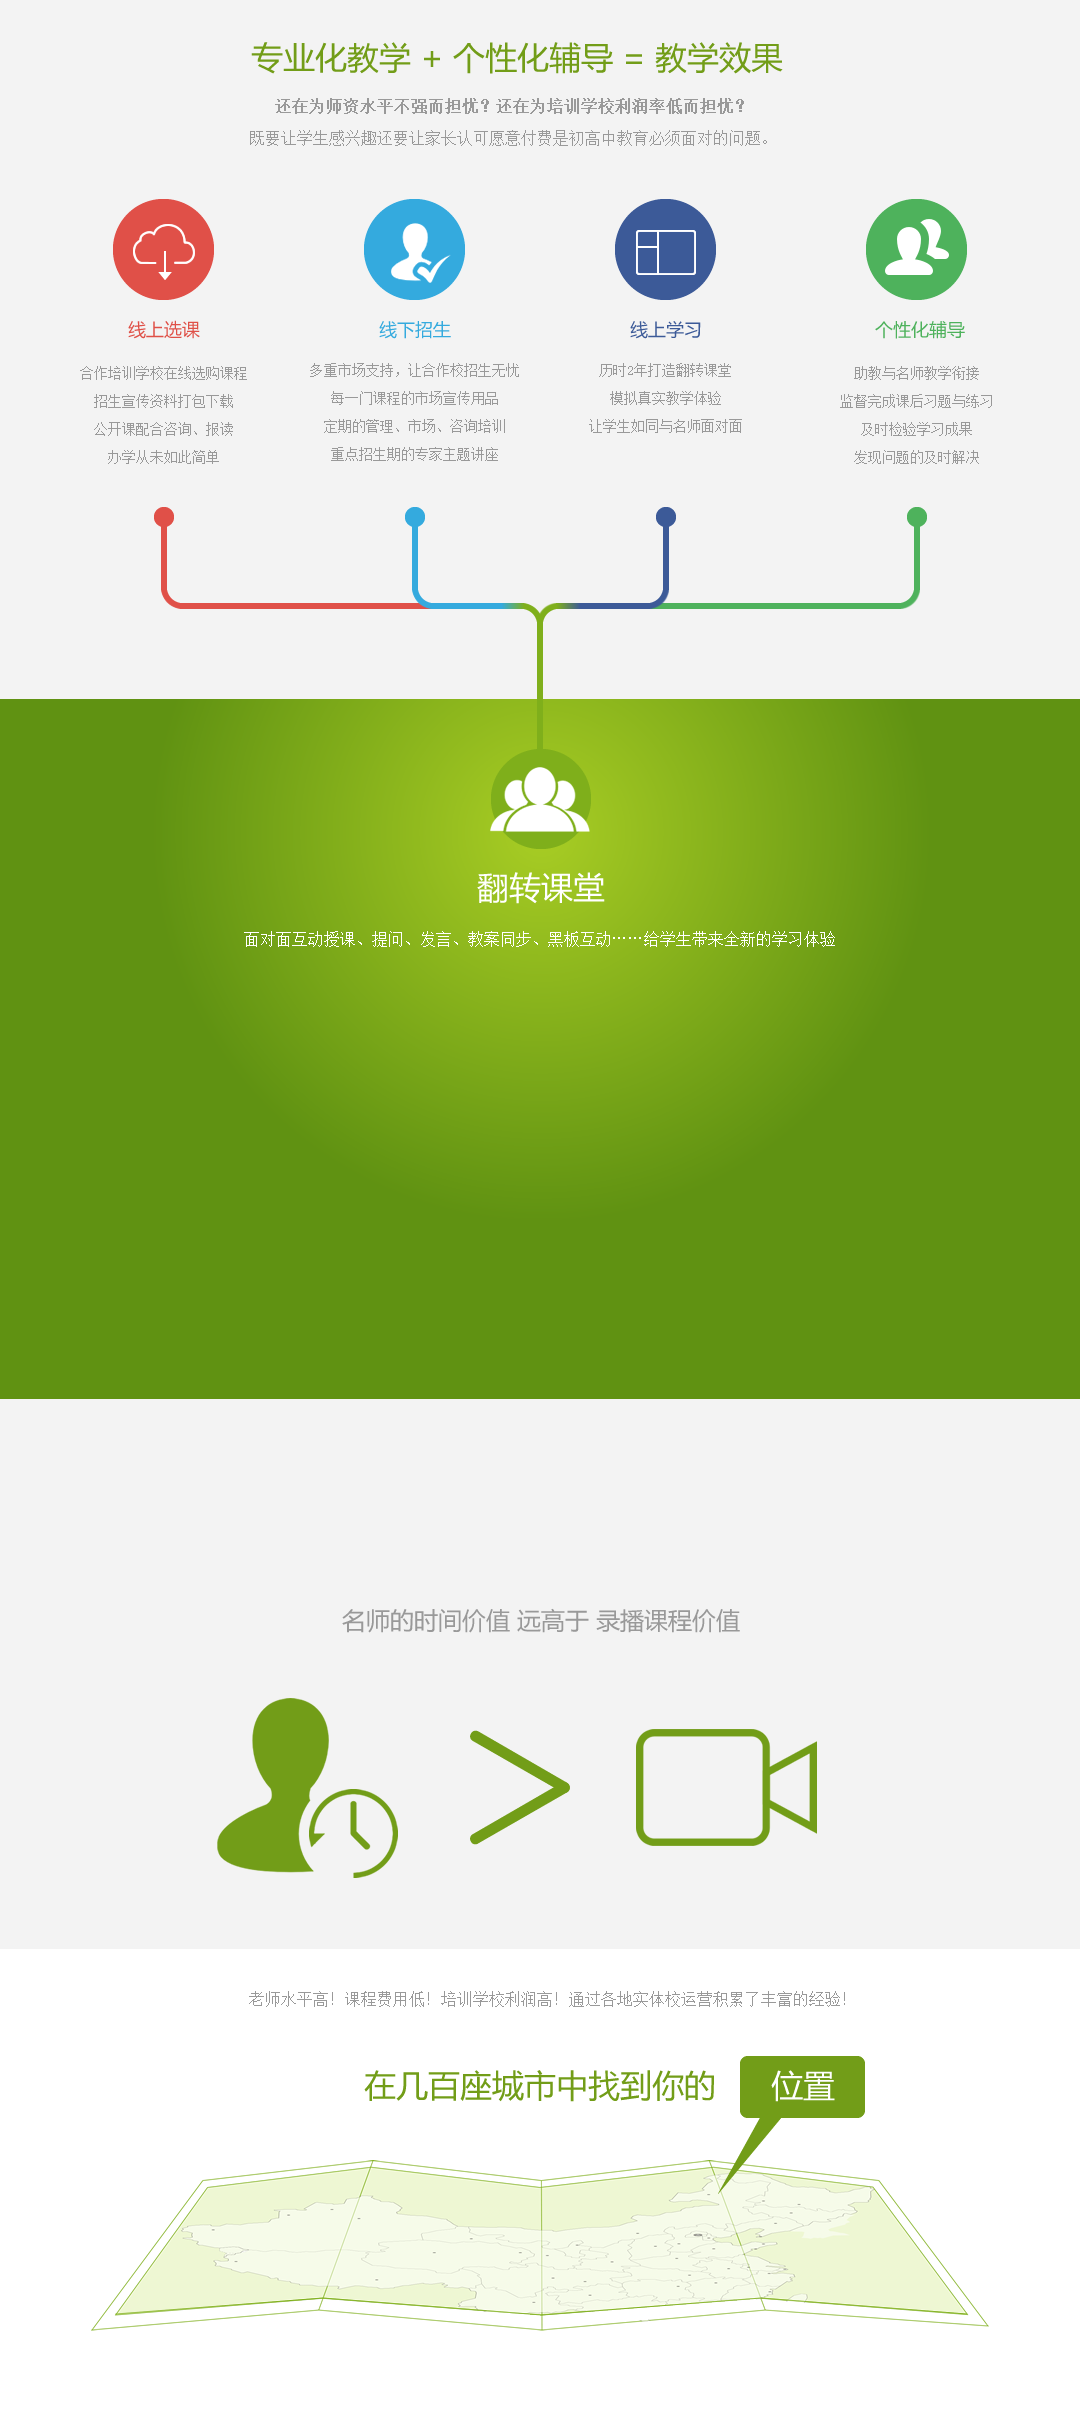 专业化教学 + 个性化辅导 = 教学效果
还在为师资水平不强而担忧？还在为培训学校利润率低而担忧？
既要让学生感兴趣还要让家长认可愿意付费是初高中教育必须面对的问题。
线上选课
合作培训学校在线选购课程
招生宣传资料打包下载
公开课配合咨询、报读
办学从未如此简单
线下招生
多重市场支持，让合作校招生无忧
每一门课程的市场宣传用品
定期的管理、市场、咨询培训
重点招生期的专家主题讲座
线上学习
历时2年打造翻转课堂
模拟真实教学体验
让学生如同与名师面对面
个性化辅导
助教与名师教学衔接
监督完成课后习题与练习
及时检验学习成果
发现问题的及时解决
翻转课堂
面对面互动授课、提问、发言、教案同步、黑板互动……给学生带来全新的学习体验
名师的时间价值 远高于 录播课程价值
老师水平高！课程费用低！培训学校利润高！通过各地实体校运营积累了丰富的经验！
在几百座城市中找到你的 位置